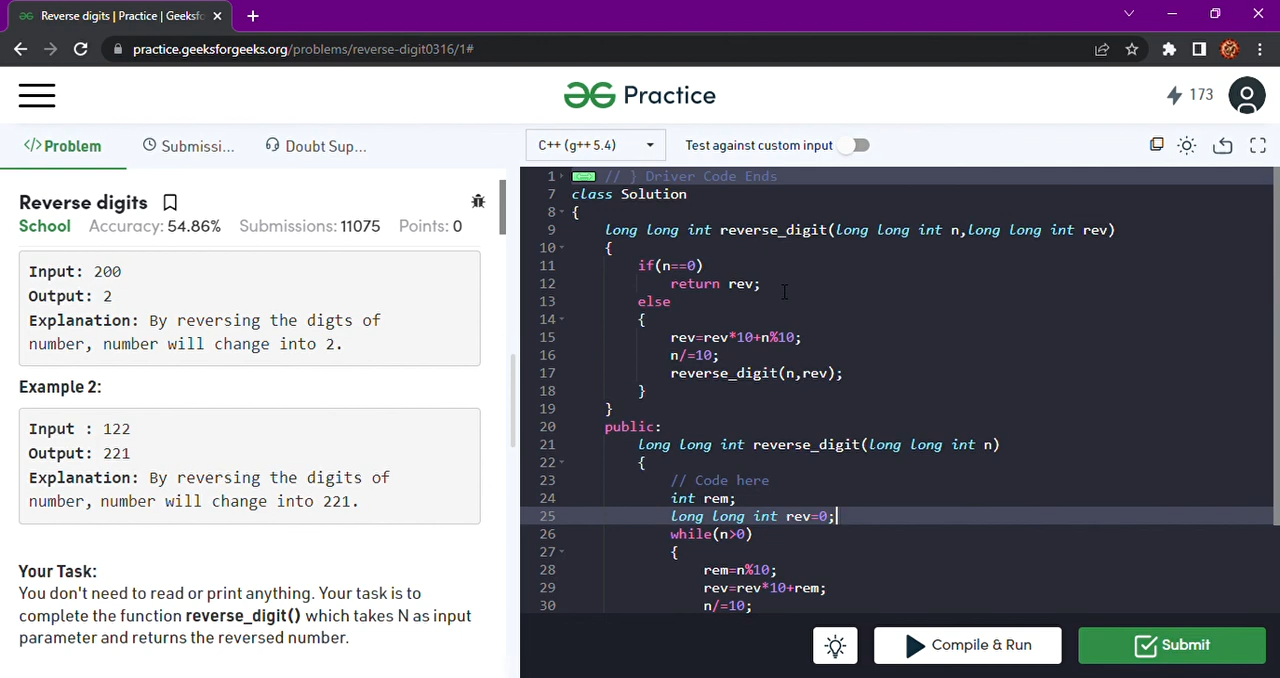 Reverse digits | Practice | Geeksfo
practice.geeksforgeeks.org/problems/reverse-digit0316/1#
Practice
173
</>Problem
Submissi...
Doubt Sup...
C++ (g++ 5.4)
Test against custom input
Reverse digits
School Accuracy: 54.86% Submissions: 11075 Points: 0
Input: 200
Output: 2
Explanation: By reversing the digts of
number, number will change into 2.
Example 2:
Input : 122
Output: 221
Explanation: By reversing the digits of
number, number will change into 221.
Your Task:
You don't need to read or print anything. Your task is to
complete the function reverse_digit() which takes N as input
parameter and returns the reversed number.
1 // } Driver Code Ends
7 class Solution
8 {
9 long long int reverse_digit(long long int n,long long int rev)
10 {
11 if(n==0)
12 return rev;
13 else
14 {
15 rev=rev*10+n%10;
16 n/=10;
17 reverse_digit(n,rev);
18 }
19 }
20 public:
21 long long int reverse_digit(long long int n)
22 {
23 // Code here
24 int rem;
25 long long int rev=0;
26 while(n>0)
27 {
28 rem=n%10;
29 rev=rev*10+rem;
30 n/=10;
Compile & Run
Submit